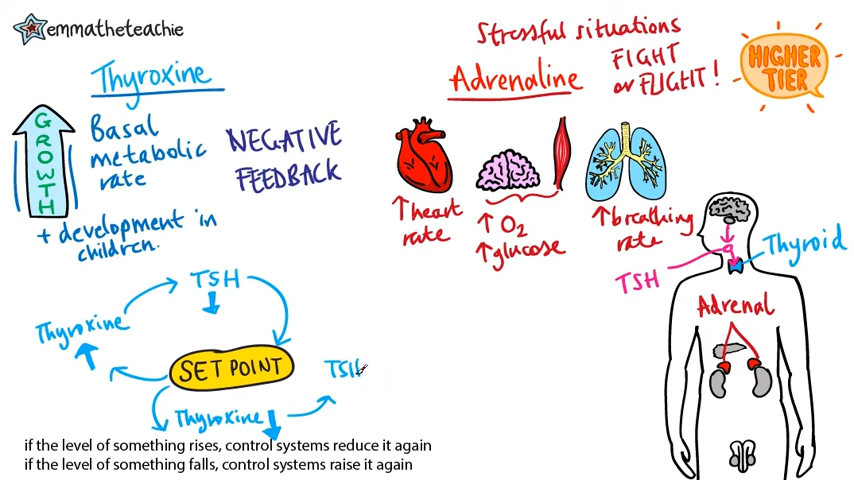 emmatheteachie
Stressful situations
FIGHT
or FLIGHT!
HIGHER
TIER
Thyroxine
Adrenaline
GROWTH
Basal
metabolic
rate
+ development in
children.
NEGATIVE
FEEDBACK
↑heart
rate
↑ O2
↑glucose
↑breathing
rate
Thyroid
TSH
Adrenal
TSH
Thyroxine
SET POINT
TSH
Thyroxine
if the level of something rises, control systems reduce it again
if the level of something falls, control systems raise it again